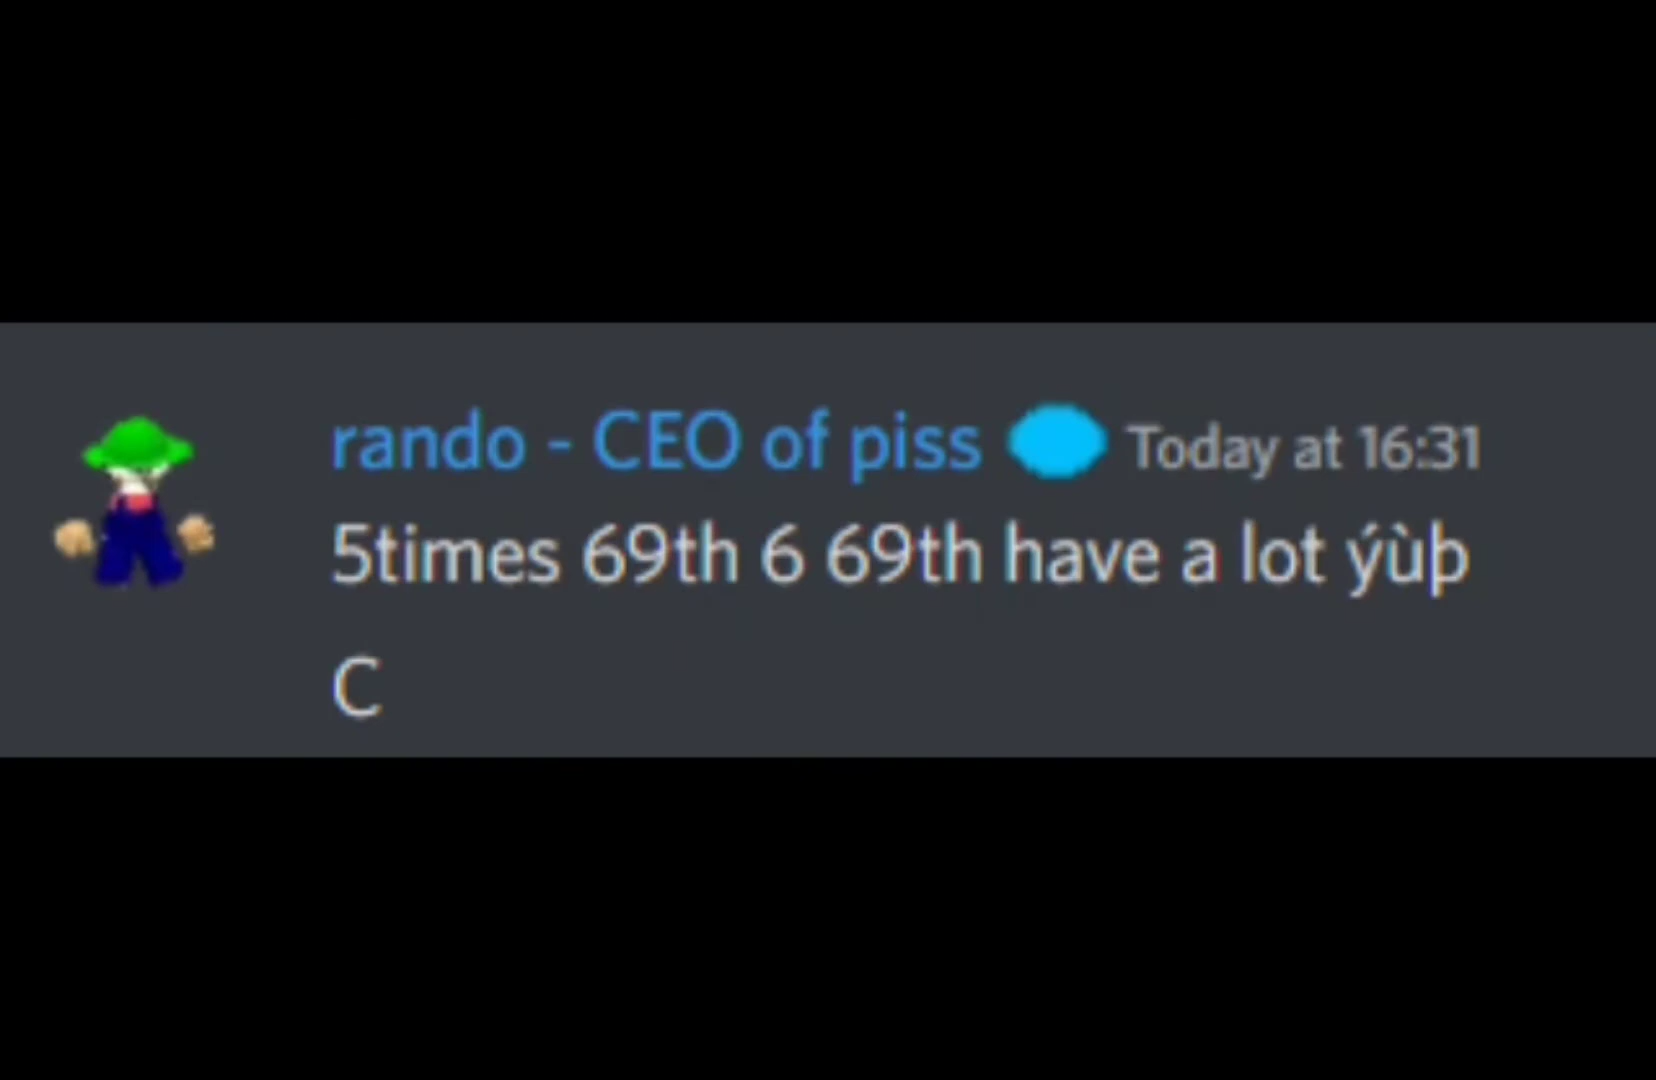 rando - CEO of piss Today at 16:31
5times 69th 6 69th have a lot ýùþ
C